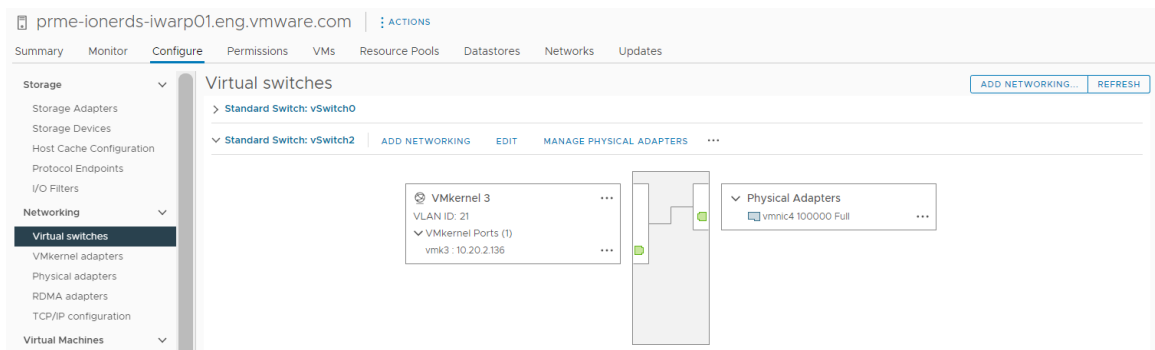 prme-ionerds-iwarp01.eng.vmware.com ACTIONS
Summary Monitor Configure Permissions VMs Resource Pools Datastores Networks Updates
Storage
Storage Adapters
Storage Devices
Host Cache Configuration
Protocol Endpoints
I/O Filters
Networking
Virtual switches
VMkernel adapters
Physical adapters
RDMA adapters
TCP/IP configuration
Virtual Machines
Virtual switches
ADD NETWORKING... REFRESH
Standard Switch: vSwitch0
Standard Switch: vSwitch2 ADD NETWORKING EDIT MANAGE PHYSICAL ADAPTERS ...
VMkernel 3 ...
VLAN ID: 21
VMkernel Ports (1)
vmk3 : 10.20.2.136 ...
Physical Adapters
vmnic4 100000 Full ...